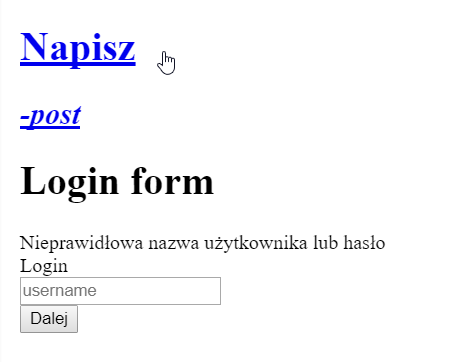 Napisz
-post
Login form
Nieprawidłowa nazwa użytkownika lub hasło
Login
username
Dalej